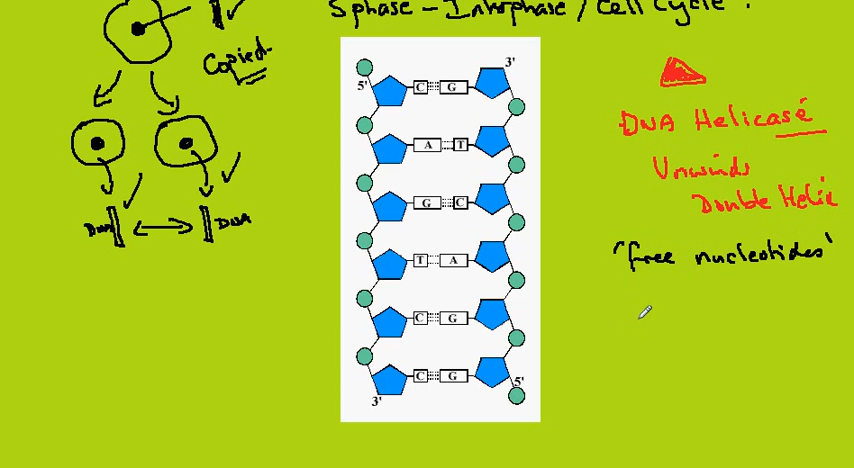 S phase - Interphase / Cell Cycle .
Copied
DNA
DNA
3'
5'
C G
A T
G C
T A
C G
C G
3'
5'
DNA Helicase
Unwinds
Double Helix
'free nucleotides'